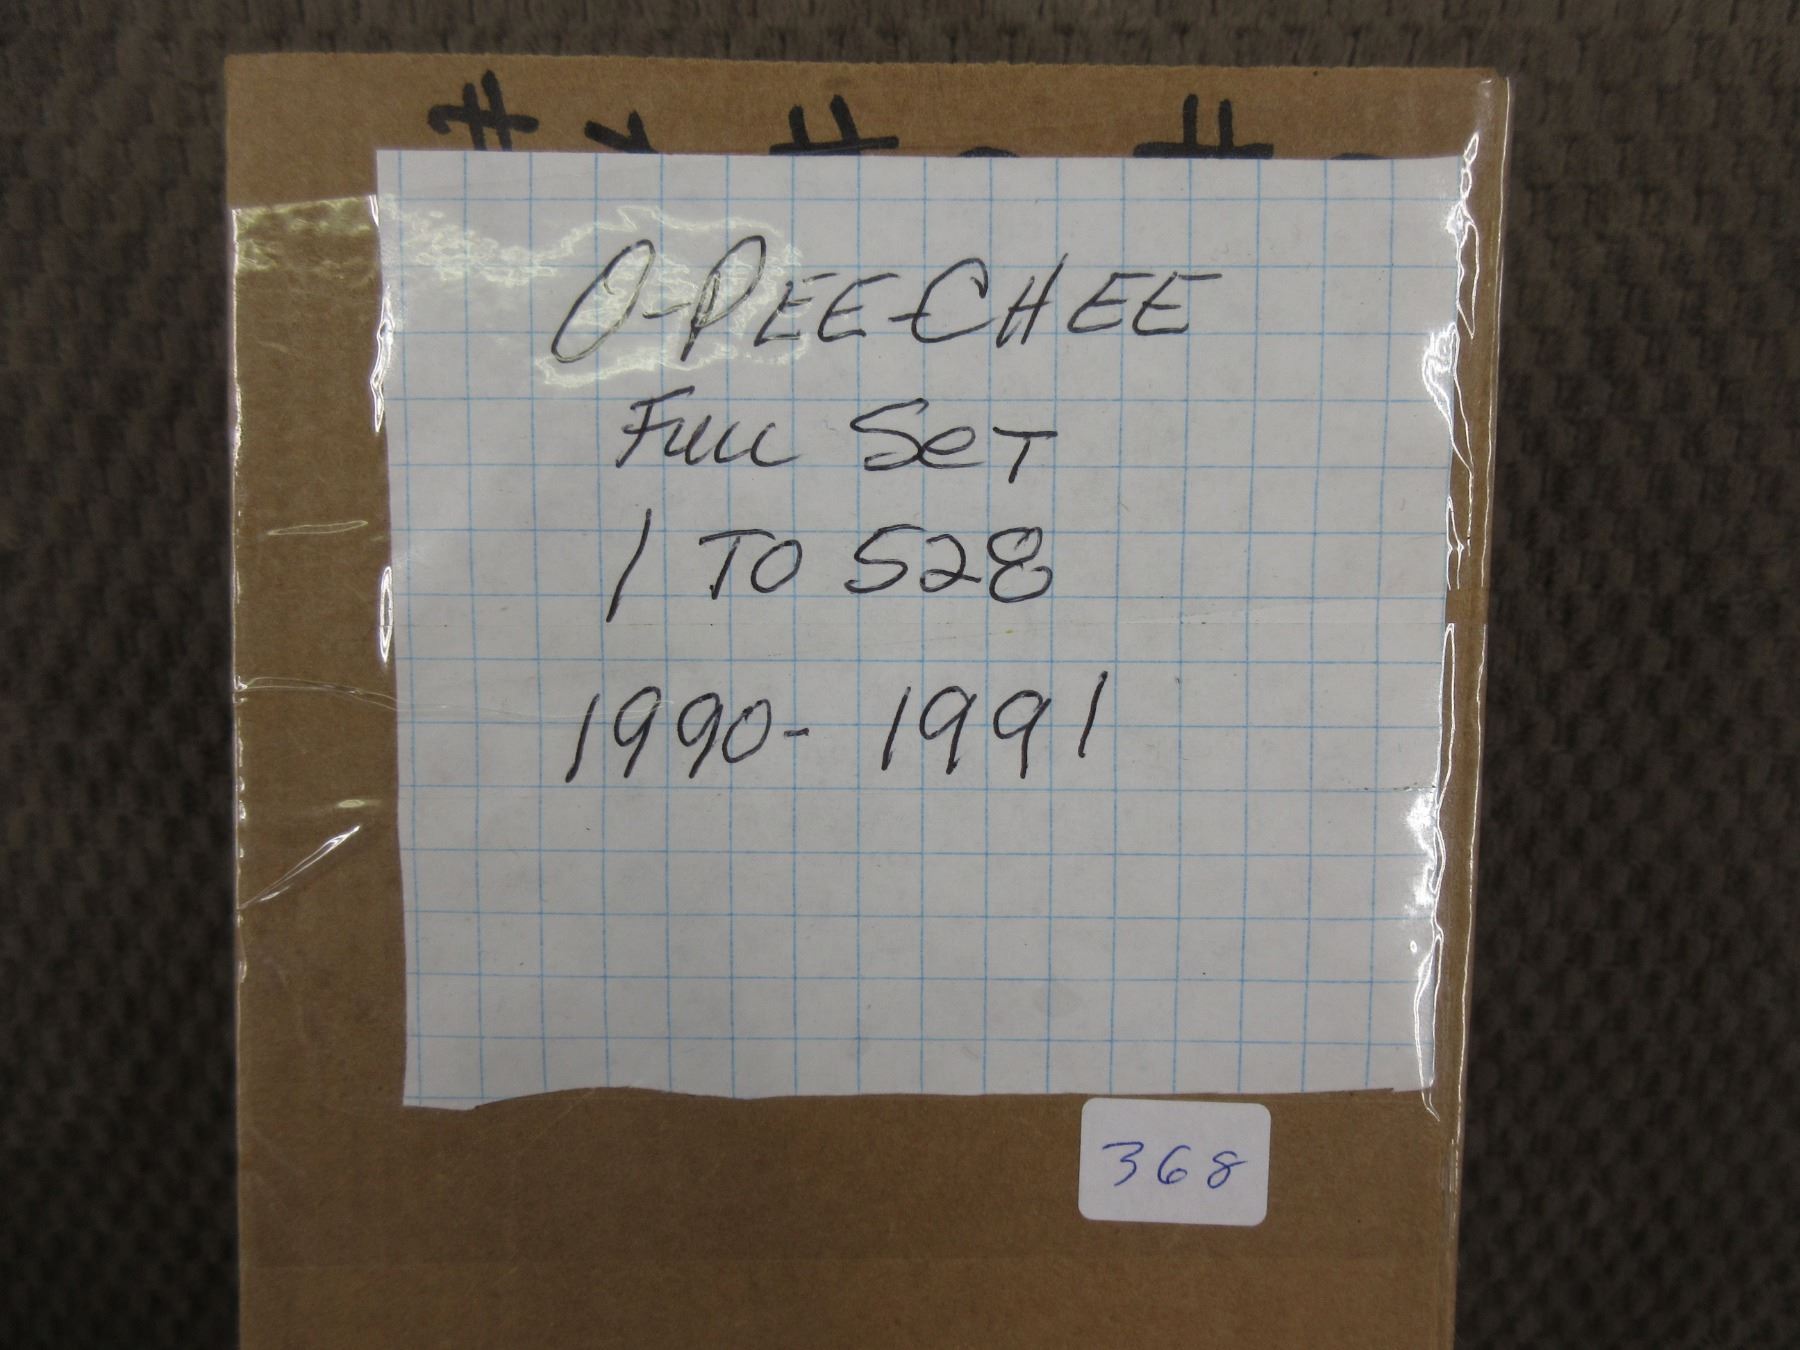 # # #
O-PEE-CHEE
Full Set
1 TO 528
1990-1991
368